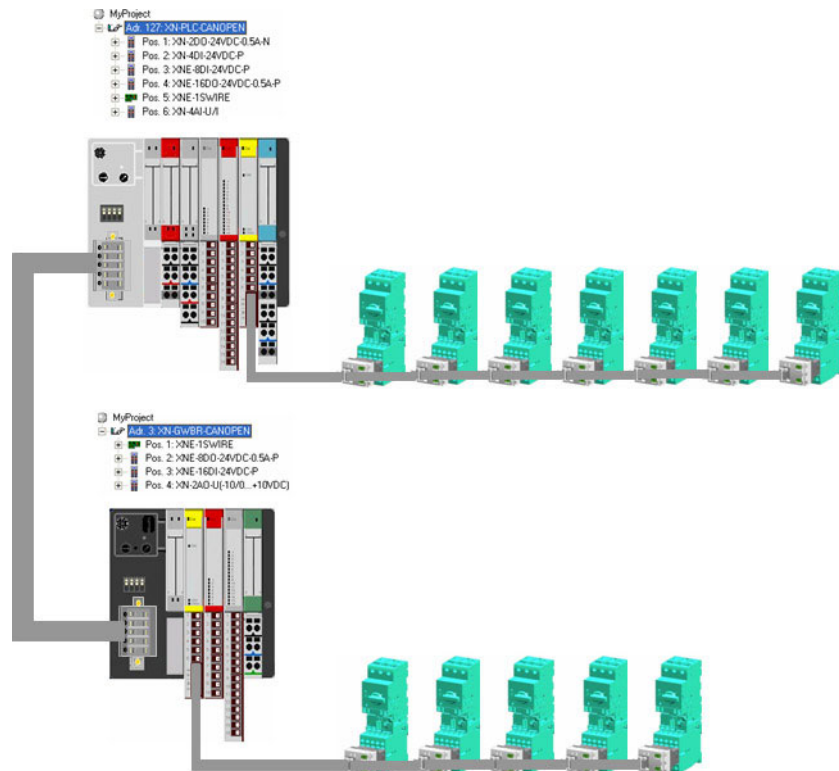 MyProject
Adr. 127: XN-PLC-CANOPEN
Pos. 1: XN-2DO-24VDC-0.5A-N
Pos. 2: XN-4DI-24VDC-P
Pos. 3: XNE-8DI-24VDC-P
Pos. 4: XNE-16DO-24VDC-0.5A-P
Pos. 5: XNE-1SWIRE
Pos. 6: XN-4AI-U/I
MyProject
Adr. 3: XN-GWBR-CANOPEN
Pos. 1: XNE-1SWIRE
Pos. 2: XNE-8DO-24VDC-0.5A-P
Pos. 3: XNE-16DI-24VDC-P
Pos. 4: XN-2AO-U(-10/0...+10VDC)